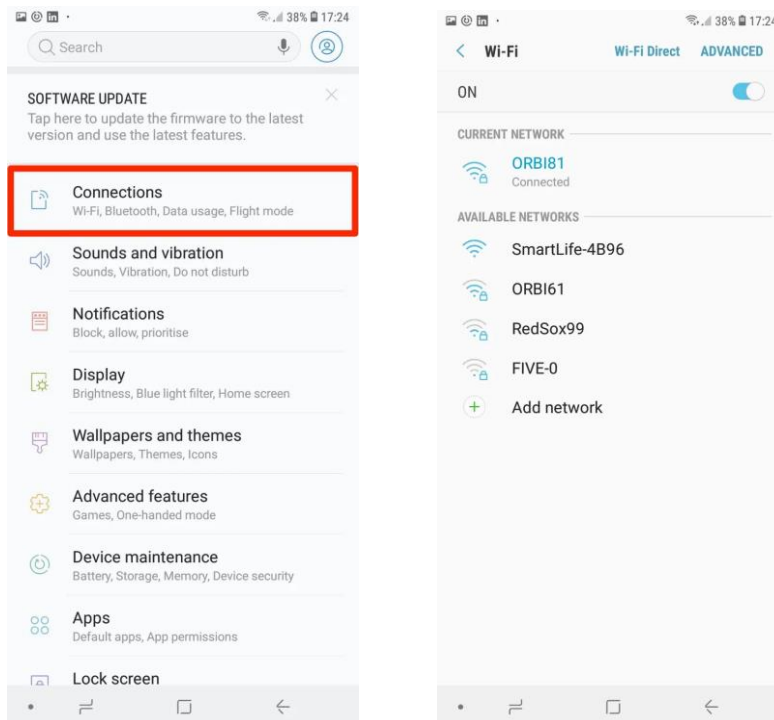 38% 17:24
Search
SOFTWARE UPDATE
Tap here to update the firmware to the latest
version and use the latest features.
Connections
Wi-Fi, Bluetooth, Data usage, Flight mode
Sounds and vibration
Sounds, Vibration, Do not disturb
Notifications
Block, allow, prioritise
Display
Brightness, Blue light filter, Home screen
Wallpapers and themes
Wallpapers, Themes, Icons
Advanced features
Games, One-handed mode
Device maintenance
Battery, Storage, Memory, Device security
Apps
Default apps, App permissions
Lock screen
38% 17:24
Wi-Fi Wi-Fi Direct ADVANCED
ON
CURRENT NETWORK
ORBI81
Connected
AVAILABLE NETWORKS
SmartLife-4B96
ORBI61
RedSox99
FIVE-0
Add network